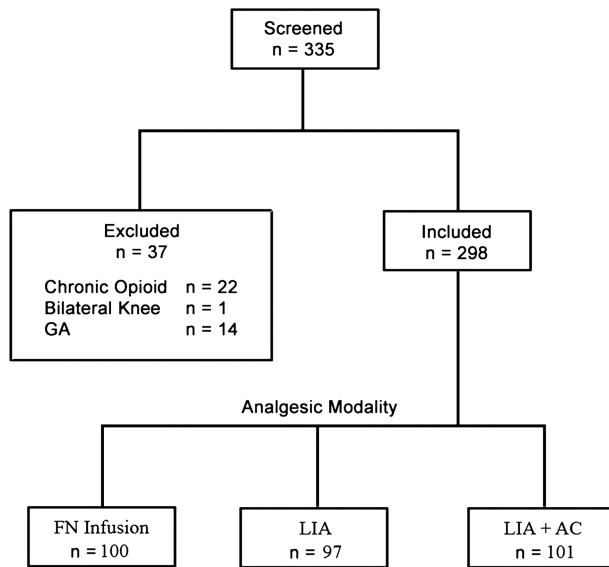 Screened
n = 335
Excluded
n = 37
Chronic Opioid n = 22
Bilateral Knee n = 1
GA n = 14
Included
n = 298
Analgesic Modality
FN Infusion
n = 100
LIA
n = 97
LIA + AC
n = 101